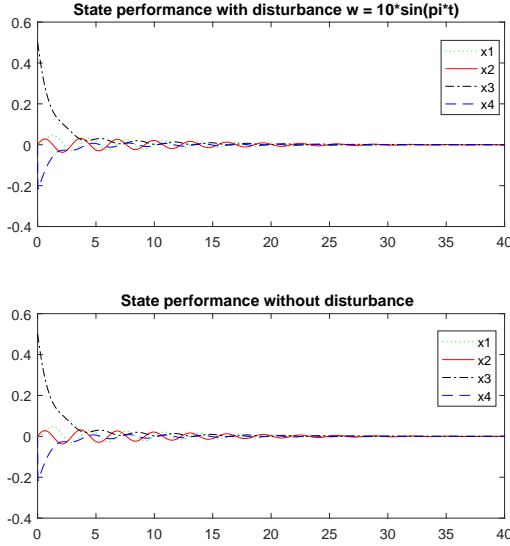 State performance with disturbance w = 10*sin(pi*t)
0.6
0.4
0.2
0
-0.2
-0.4
x1
x2
x3
x4
0 5 10 15 20 25 30 35 40
State performance without disturbance
0.6
0.4
0.2
0
-0.2
-0.4
x1
x2
x3
x4
0 5 10 15 20 25 30 35 40